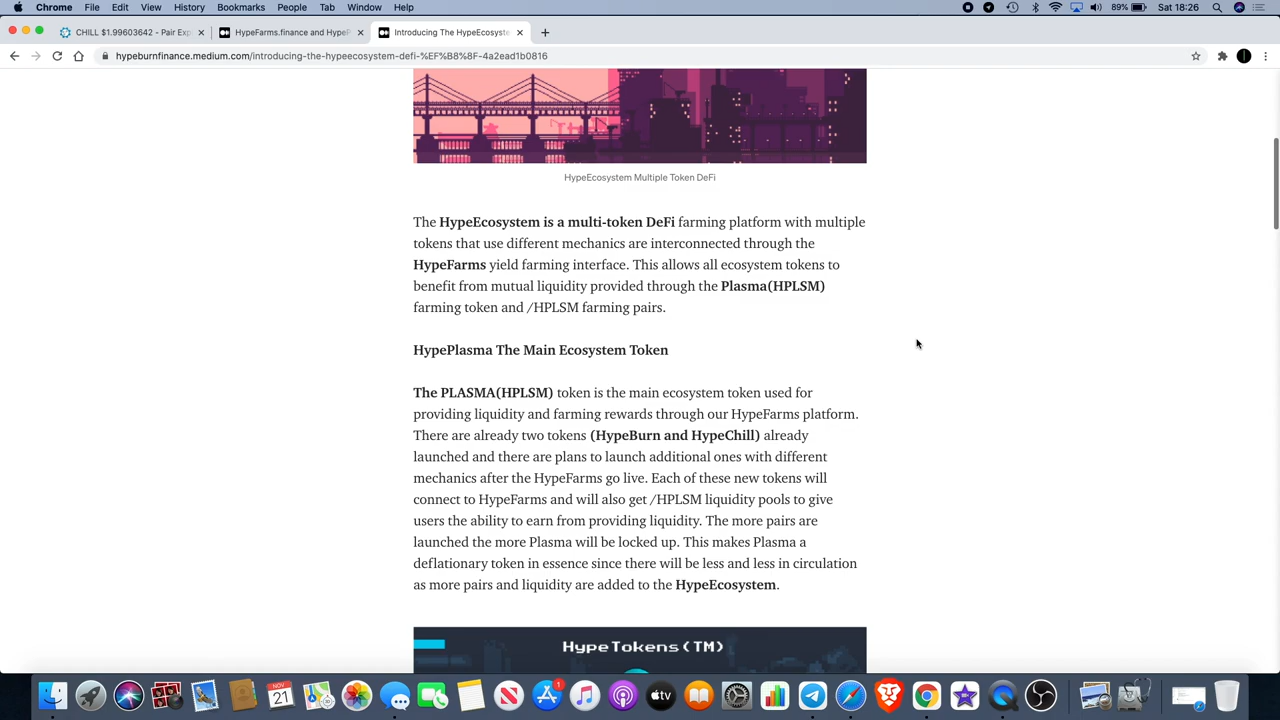 Chrome File Edit View History Bookmarks People Tab Window Help 89% Sat 18:26
CHILL $1.99603642 - Pair Exp
HypeFarms.finance and HypeP
Introducing The HypeEcosyste
hypeburnfinance.medium.com/introducing-the-hypeecosystem-defi-%EF%B8%8F-4a2ead1b0816
HypeEcosystem Multiple Token DeFi
The HypeEcosystem is a multi-token DeFi farming platform with multiple
tokens that use different mechanics are interconnected through the
HypeFarms yield farming interface. This allows all ecosystem tokens to
benefit from mutual liquidity provided through the Plasma(HPLSM)
farming token and /HPLSM farming pairs.
HypePlasma The Main Ecosystem Token
The PLASMA(HPLSM) token is the main ecosystem token used for
providing liquidity and farming rewards through our HypeFarms platform.
There are already two tokens (HypeBurn and HypeChill) already
launched and there are plans to launch additional ones with different
mechanics after the HypeFarms go live. Each of these new tokens will
connect to HypeFarms and will also get /HPLSM liquidity pools to give
users the ability to earn from providing liquidity. The more pairs are
launched the more Plasma will be locked up. This makes Plasma a
deflationary token in essence since there will be less and less in circulation
as more pairs and liquidity are added to the HypeEcosystem.
HypeTokens(TM)
NOV
21
1
tv